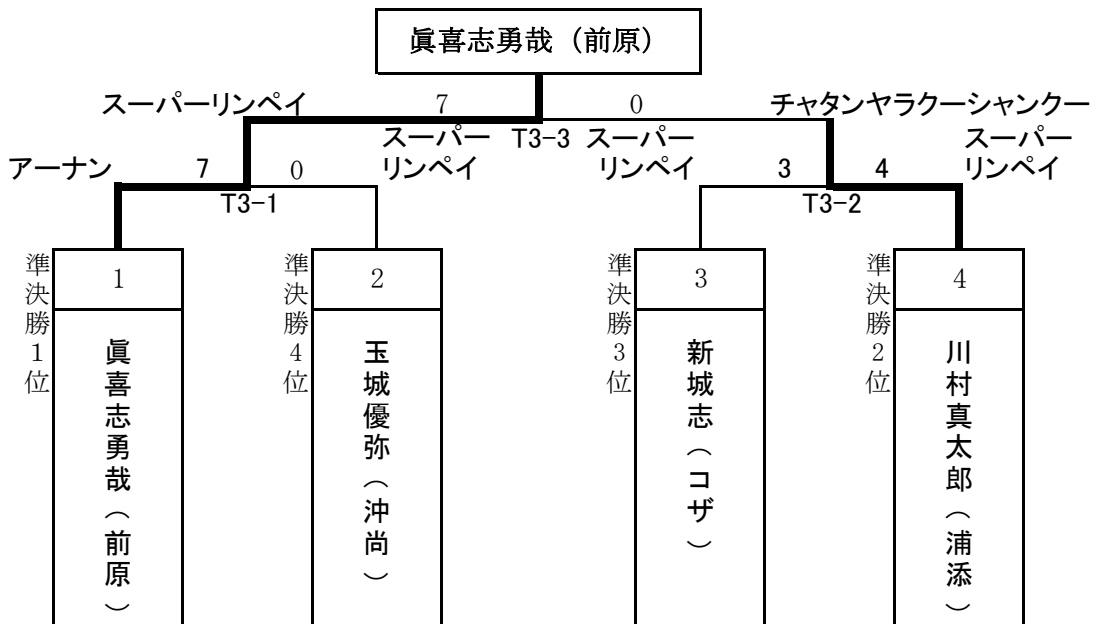 眞喜志勇哉（前原）
スーパーリンペイ 7 0 チャタンヤラクーシャンクー
スーパー T3-3 スーパー スーパー
アーナン 7 0 リンペイ リンペイ 3 4 リンペイ
T3-1 T3-2
準決勝1位
1
眞喜志勇哉（前原）
準決勝4位
2
玉城優弥（沖尚）
準決勝3位
3
新城志（コザ）
準決勝2位
4
川村真太郎（浦添）